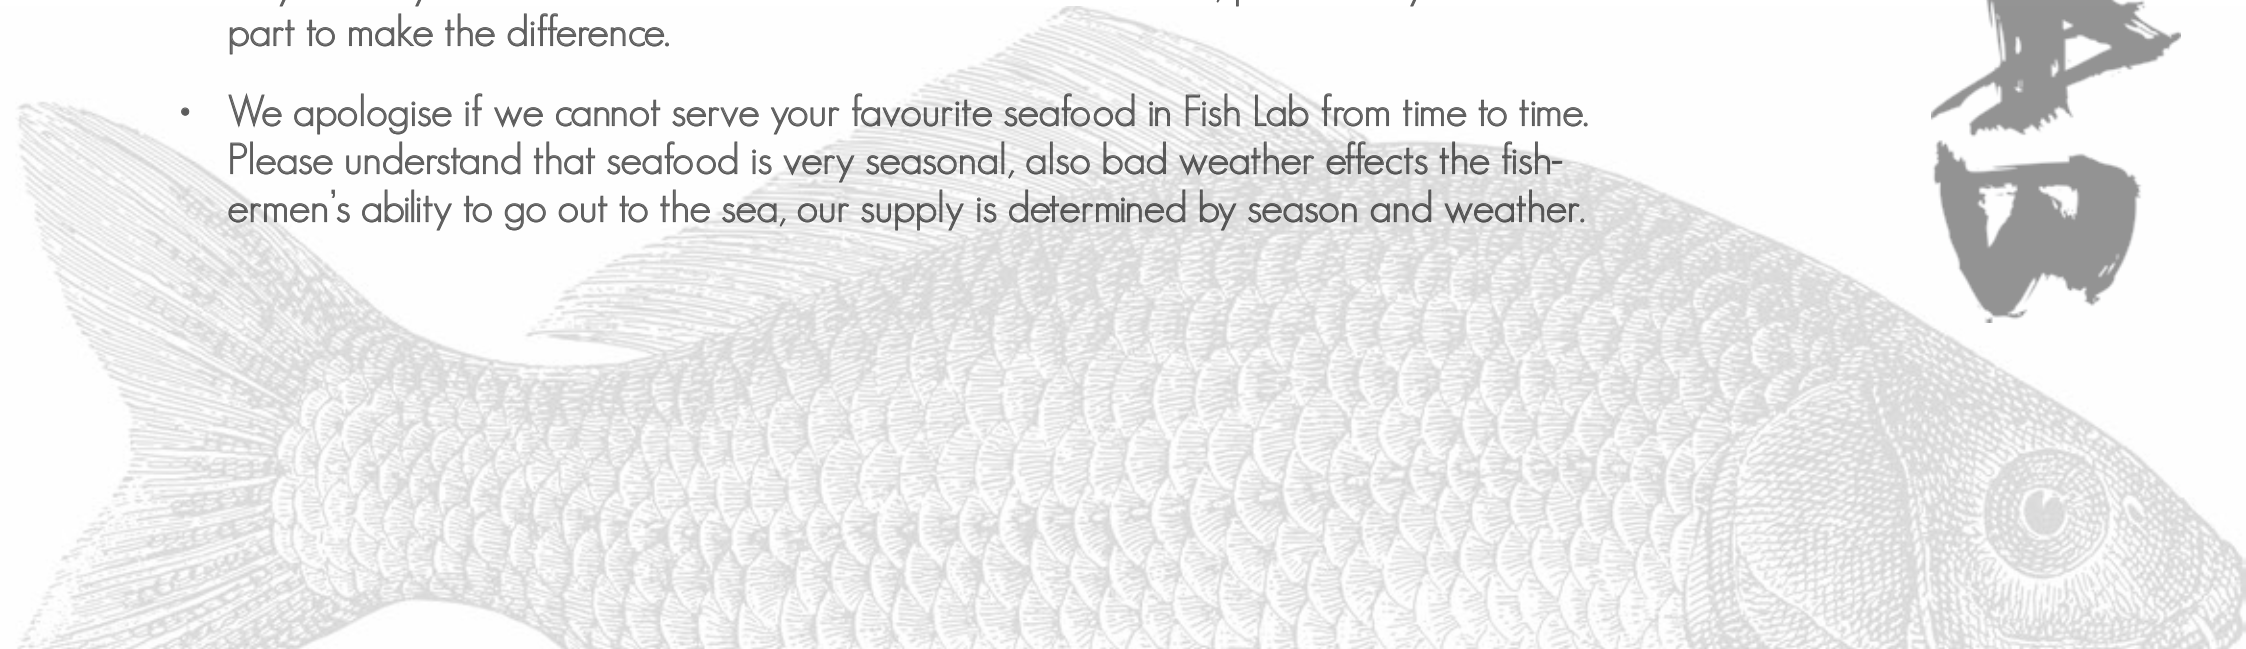 part to make the difference.
• We apologise if we cannot serve your favourite seafood in Fish Lab from time to time.
Please understand that seafood is very seasonal, also bad weather effects the fish-
ermen's ability to go out to the sea, our supply is determined by season and weather.